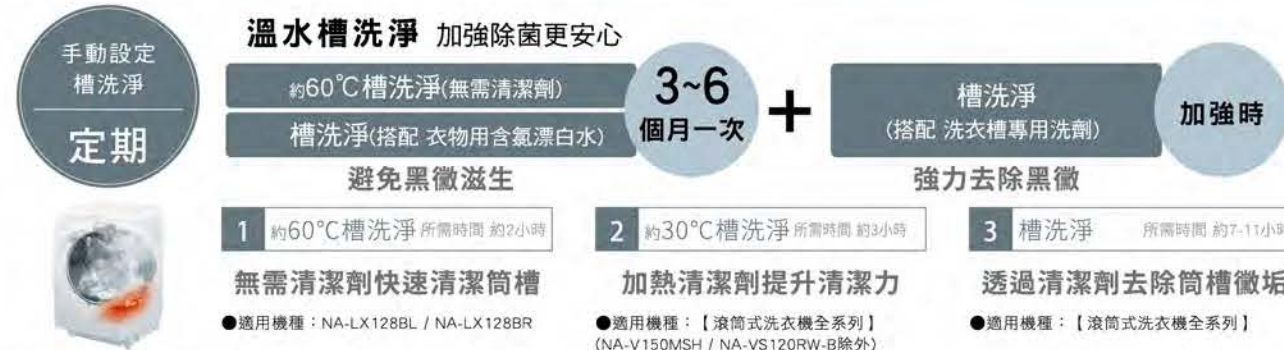 手動設定
槽洗淨
定期
溫水槽洗淨 加強除菌更安心
約60℃槽洗淨(無需清潔劑)
槽洗淨(搭配 衣物用含氯漂白水)
3~6
個月一次
避免黑黴滋生
+
槽洗淨
(搭配 洗衣槽專用洗劑)
加強時
強力去除黑黴
1 約60°C槽洗淨 所需時間 約2小時
無需清潔劑快速清潔筒槽
●適用機種：NA-LX128BL / NA-LX128BR
2 約30°C槽洗淨 所需時間 約3小時
加熱清潔劑提升清潔力
●適用機種：【滾筒式洗衣機全系列】
(NA-V150MSH / NA-VS120RW-B除外)
3 槽洗淨 所需時間 約7-11小時
透過清潔劑去除筒槽黴垢
●適用機種：【滾筒式洗衣機全系列】